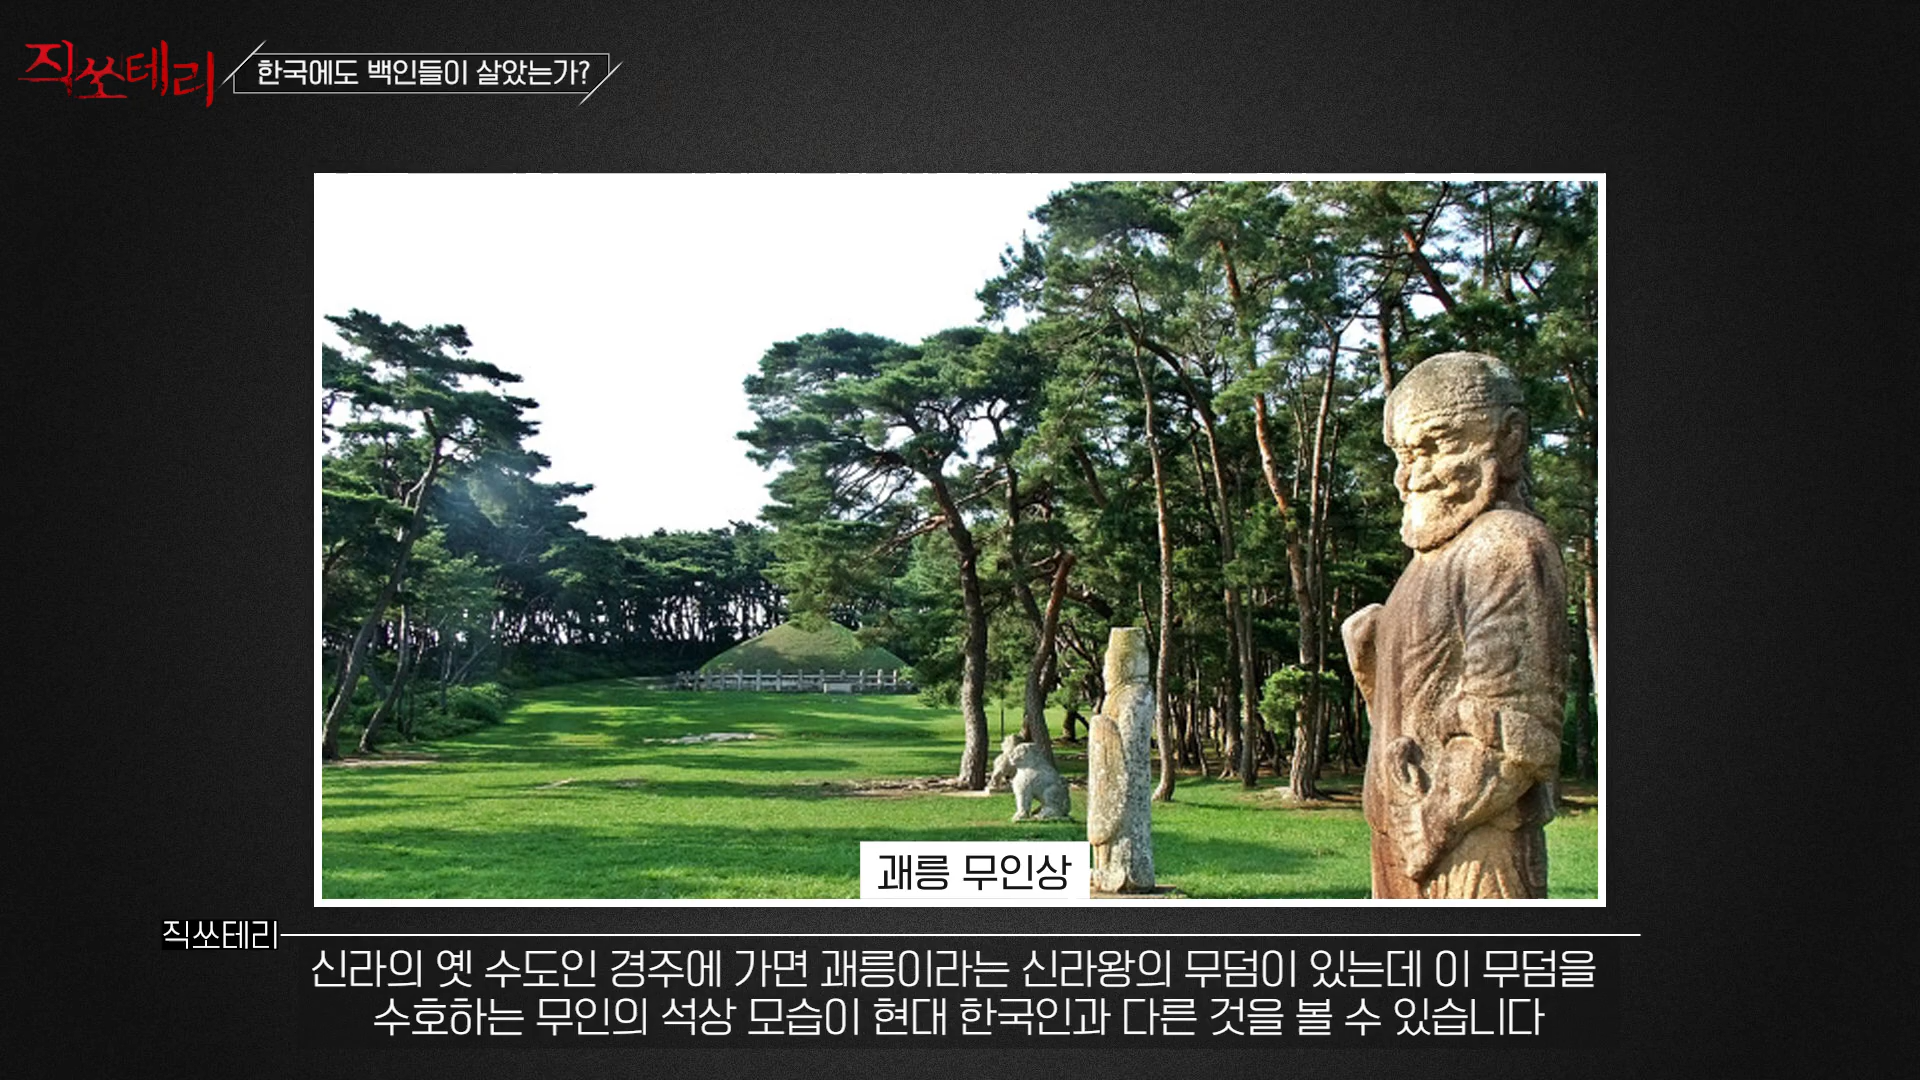 직쏘테리
한국에도 백인들이 살았는가?
괘릉 무인상
직쏘테리
신라의 옛 수도인 경주에 가면 괘릉이라는 신라왕의 무덤이 있는데 이 무덤을
수호하는 무인의 석상 모습이 현대 한국인과 다른 것을 볼 수 있습니다